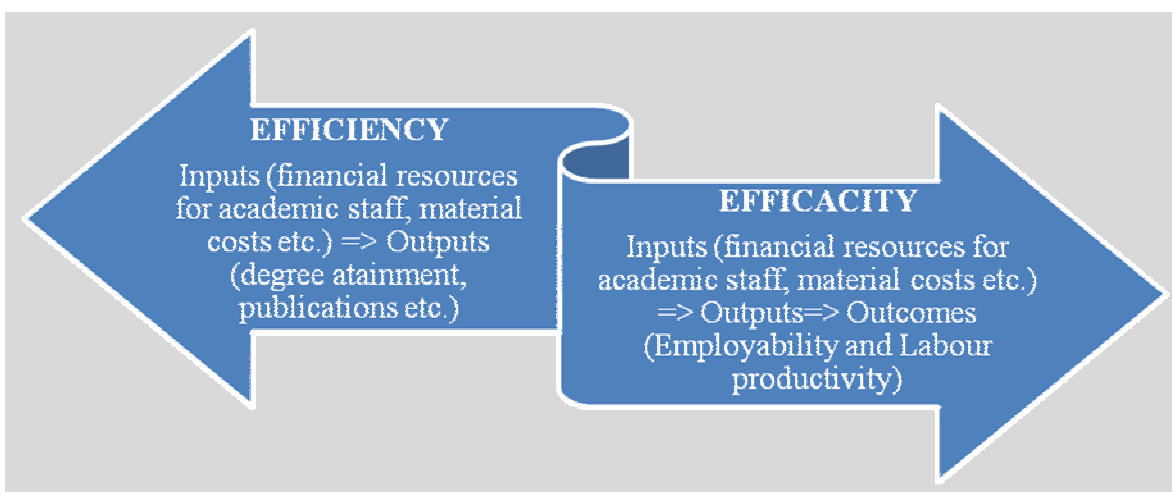 EFFICIENCY
Inputs (financial resources
for academic staff, material
costs etc.) => Outputs
(degree atainment,
publications etc.)
EFFICACITY
Inputs (financial resources for
academic staff, material costs etc.)
=> Outputs=> Outcomes
(Employability and Labour
productivity)